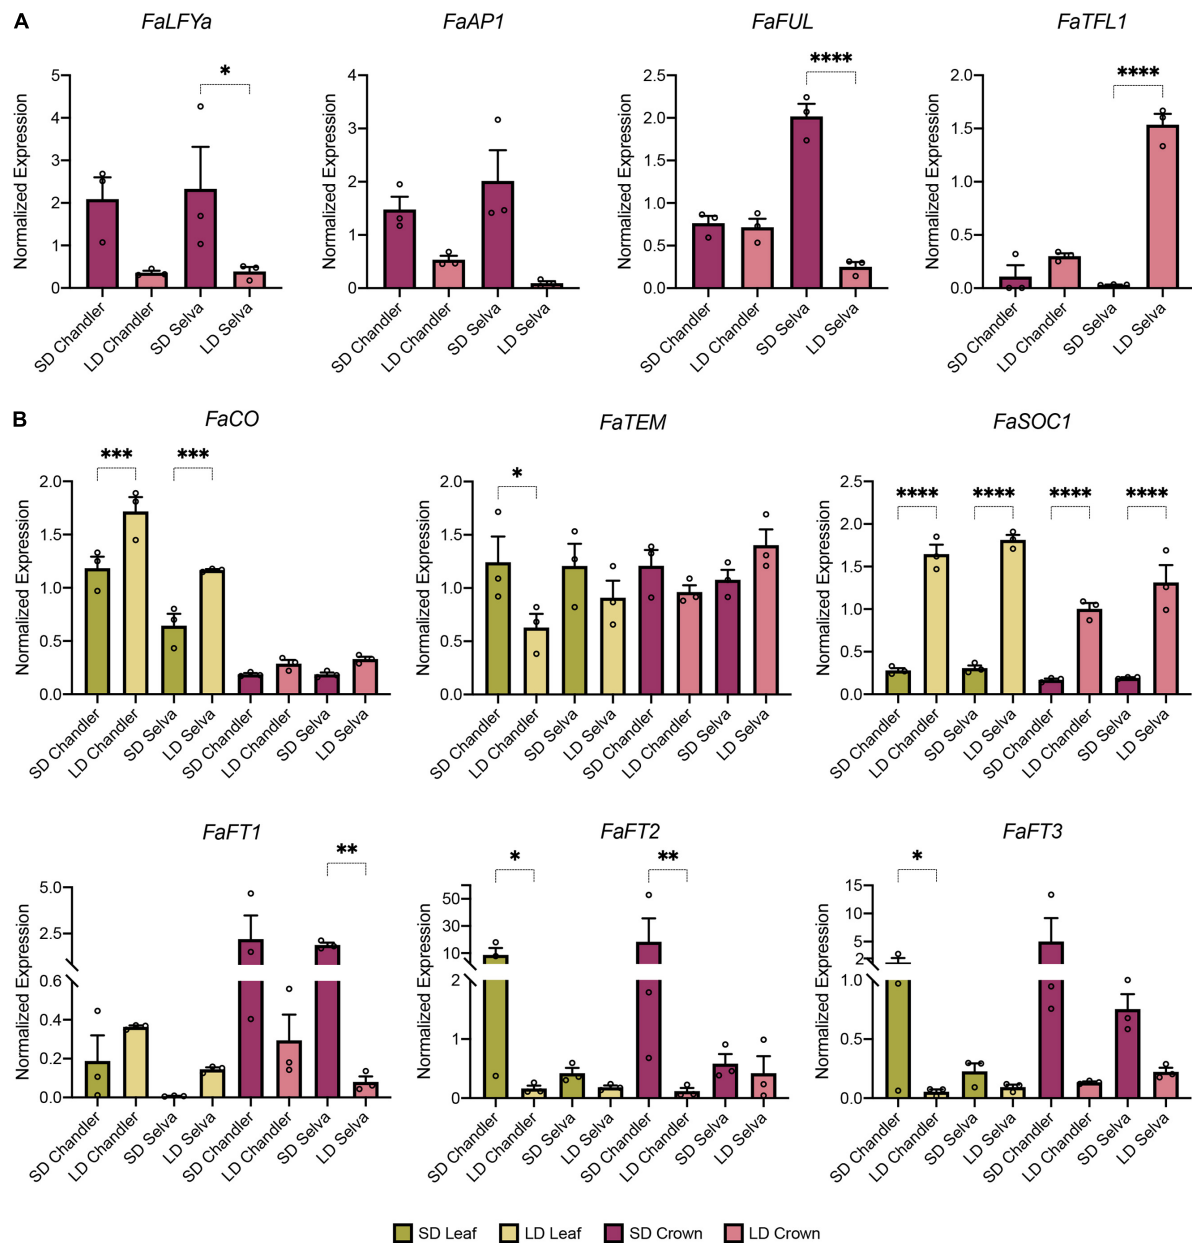 A
FaLFYa
FaAP1
FaFUL
FaTFL1
Normalized Expression
5
4
3
2
1
0
*
SD Chandler
LD Chandler
SD Selva
LD Selva
Normalized Expression
4
3
2
1
0
SD Chandler
LD Chandler
SD Selva
LD Selva
Normalized Expression
2.5
2.0
1.5
1.0
0.5
0.0
****
SD Chandler
LD Chandler
SD Selva
LD Selva
Normalized Expression
2.0
1.5
1.0
0.5
0.0
****
SD Chandler
LD Chandler
SD Selva
LD Selva
B
FaCO
FaTEM
FaSOC1
Normalized Expression
2.0
1.5
1.0
0.5
0.0
***
***
SD Chandler
LD Chandler
SD Selva
LD Selva
SD Chandler
LD Chandler
SD Selva
LD Selva
Normalized Expression
2.0
1.5
1.0
0.5
0.0
*
SD Chandler
LD Chandler
SD Selva
LD Selva
SD Chandler
LD Chandler
SD Selva
LD Selva
Normalized Expression
2.5
2.0
1.5
1.0
0.5
0.0
****
****
****
****
SD Chandler
LD Chandler
SD Selva
LD Selva
SD Chandler
LD Chandler
SD Selva
LD Selva
FaFT1
FaFT2
FaFT3
Normalized Expression
5.0
2.5
0.6
0.4
0.2
0.0
**
SD Chandler
LD Chandler
SD Selva
LD Selva
SD Chandler
LD Chandler
SD Selva
LD Selva
Normalized Expression
50
30
10
2
1
0
*
**
SD Chandler
LD Chandler
SD Selva
LD Selva
SD Chandler
LD Chandler
SD Selva
LD Selva
Normalized Expression
15
10
5
2
1.0
0.5
0.0
*
SD Chandler
LD Chandler
SD Selva
LD Selva
SD Chandler
LD Chandler
SD Selva
LD Selva
SD Leaf
LD Leaf
SD Crown
LD Crown